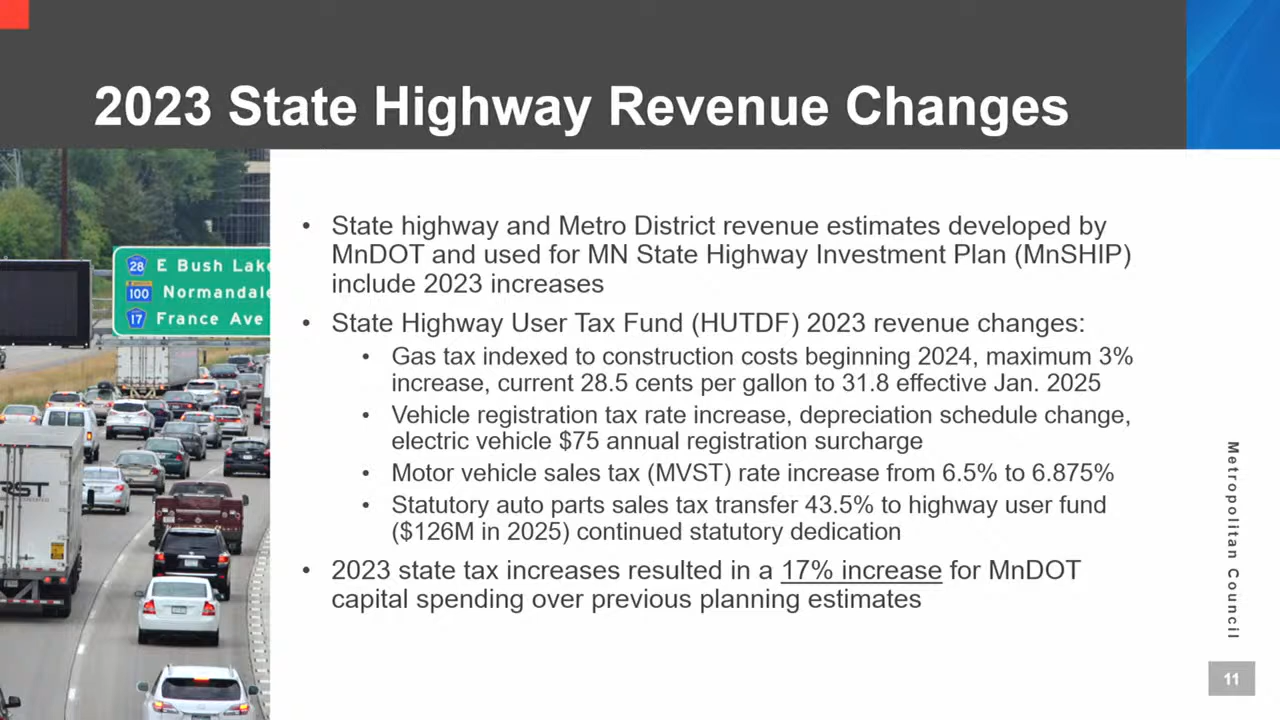 2023 State Highway Revenue Changes
28 E Bush Lake
100 Normandale
17 France Ave
• State highway and Metro District revenue estimates developed by
MnDOT and used for MN State Highway Investment Plan (MnSHIP)
include 2023 increases
• State Highway User Tax Fund (HUTDF) 2023 revenue changes:
• Gas tax indexed to construction costs beginning 2024, maximum 3%
increase, current 28.5 cents per gallon to 31.8 effective Jan. 2025
• Vehicle registration tax rate increase, depreciation schedule change,
electric vehicle $75 annual registration surcharge
• Motor vehicle sales tax (MVST) rate increase from 6.5% to 6.875%
• Statutory auto parts sales tax transfer 43.5% to highway user fund
($126M in 2025) continued statutory dedication
• 2023 state tax increases resulted in a 17% increase for MnDOT
capital spending over previous planning estimates
Metropolitan Council
11